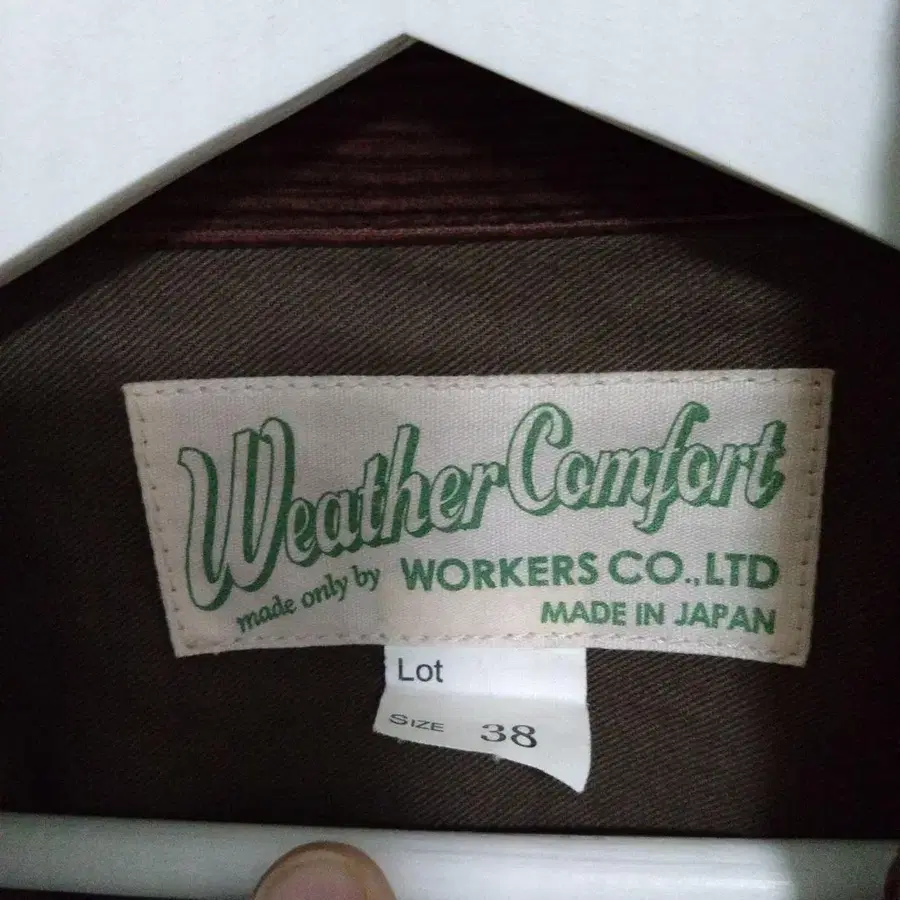 Weather Comfort
made only by WORKERS CO.,LTD
MADE IN JAPAN
Lot
SIZE 38